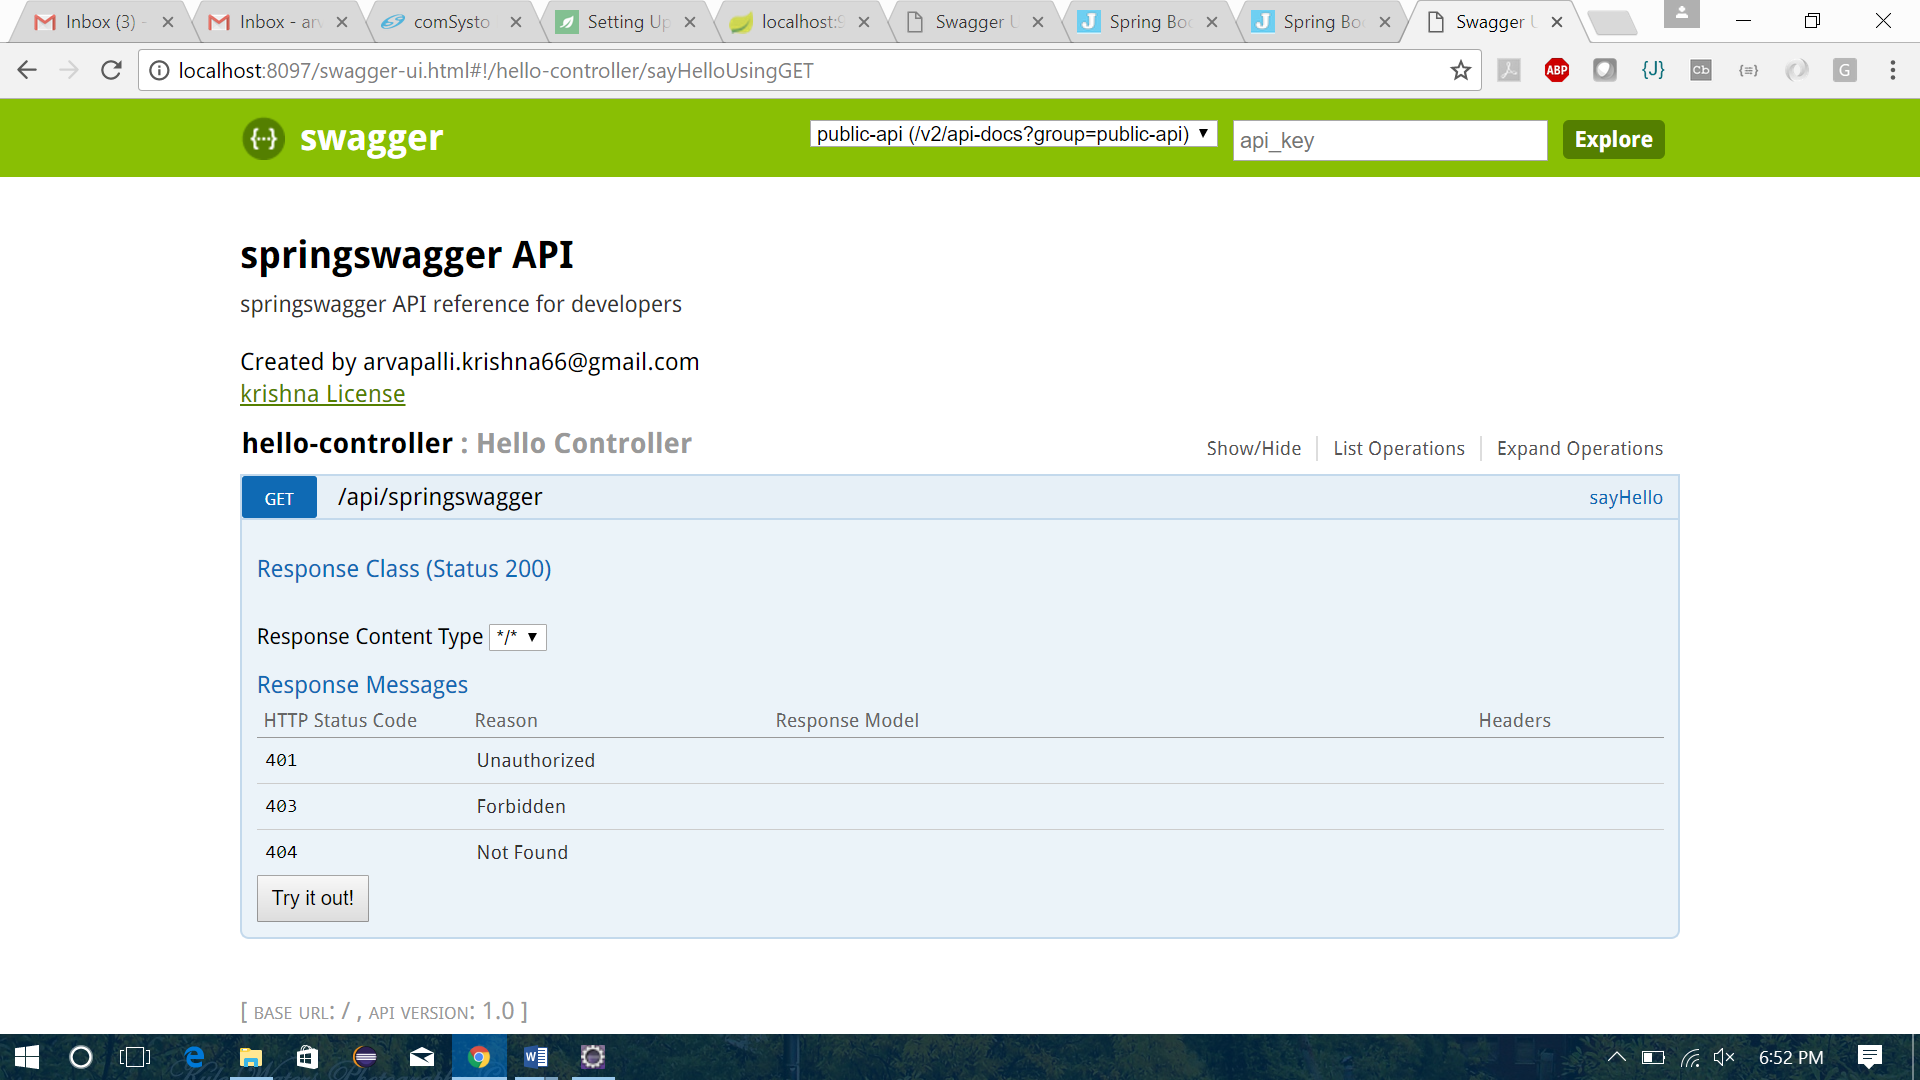 Inbox (3) -
Inbox - arv
comSysto
Setting Up
localhost:9
Swagger U
Spring Boo
Spring Boo
Swagger U
localhost:8097/swagger-ui.html#!/hello-controller/sayHelloUsingGET
ABP
{J}
Cb
{≡}
G
{···} swagger
public-api (/v2/api-docs?group=public-api)
api_key
Explore
springswagger API
springswagger API reference for developers
Created by arvapalli.krishna66@gmail.com
krishna License
hello-controller : Hello Controller
Show/Hide
List Operations
Expand Operations
GET /api/springswagger sayHello
Response Class (Status 200)
Response Content Type */*
Response Messages
HTTP Status Code Reason Response Model Headers
401 Unauthorized
403 Forbidden
404 Not Found
Try it out!
[ BASE URL: / , API VERSION: 1.0 ]
6:52 PM